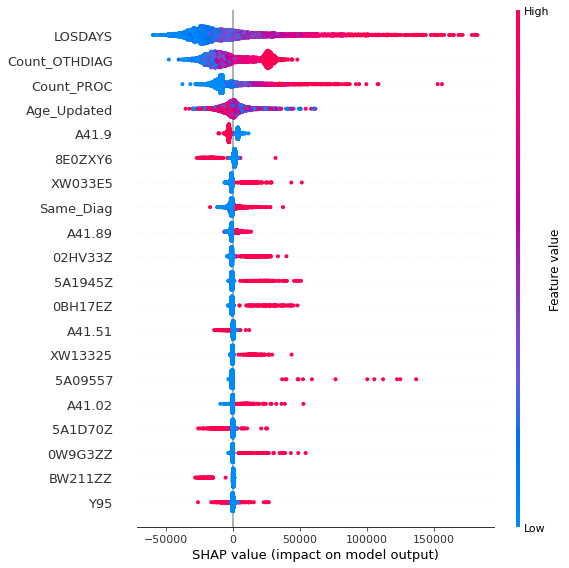 High
LOSDAYS
Count_OTHDIAG
Count_PROC
Age_Updated
A41.9
8E0ZXY6
XW033E5
Same_Diag
A41.89
02HV33Z
5A1945Z
0BH17EZ
A41.51
XW13325
5A09557
A41.02
5A1D70Z
0W9G3ZZ
BW211ZZ
Y95
Feature value
Low
−50000 0 50000 100000 150000
SHAP value (impact on model output)